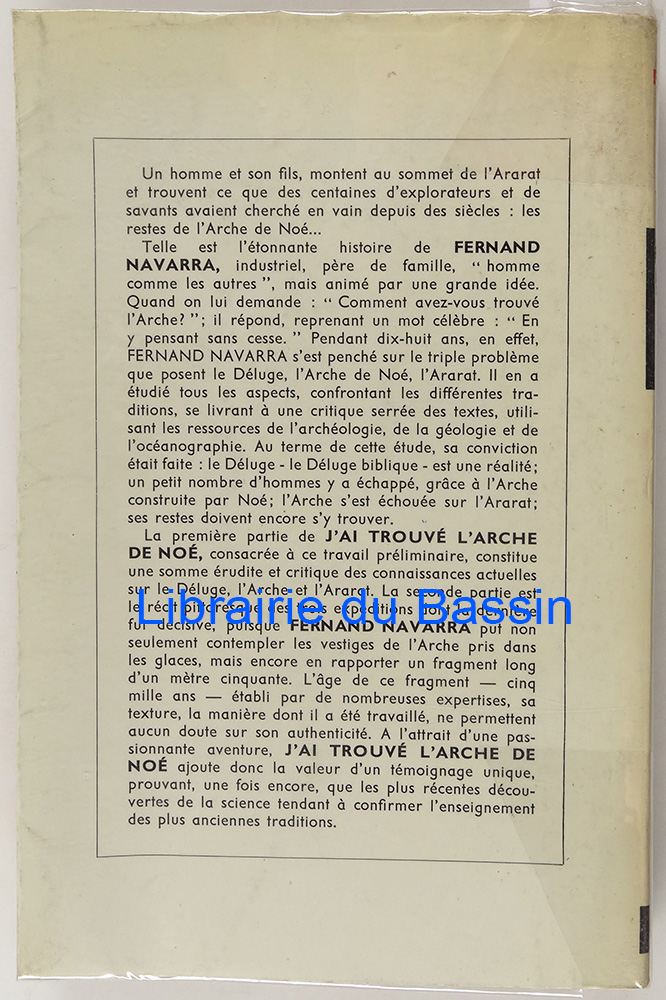 Un homme et son fils, montent au sommet de l'Ararat
et trouvent ce que des centaines d'explorateurs et de
savants avaient cherché en vain depuis des siècles : les
restes de l'Arche de Noé...
Telle est l'étonnante histoire de FERNAND
NAVARRA, industriel, père de famille, “ homme
comme les autres ”, mais animé par une grande idée.
Quand on lui demande : “ Comment avez-vous trouvé
l'Arche? ”; il répond, reprenant un mot célèbre : “ En
y pensant sans cesse. ” Pendant dix-huit ans, en effet,
FERNAND NAVARRA s'est penché sur le triple problème
que posent le Déluge, l'Arche de Noé, l'Ararat. Il en a
étudié tous les aspects, confrontant les différentes tra-
ditions, se livrant à une critique serrée des textes, utili-
sant les ressources de l'archéologie, de la géologie et de
l'océanographie. Au terme de cette étude, sa conviction
était faite : le Déluge - le Déluge biblique - est une réalité;
un petit nombre d'hommes y a échappé, grâce à l'Arche
construite par Noé; l'Arche s'est échouée sur l'Ararat;
ses restes doivent encore s'y trouver.
La première partie de J'AI TROUVÉ L'ARCHE
DE NOÉ, consacrée à ce travail préliminaire, constitue
une somme érudite et critique des connaissances actuelles
sur le Déluge, l'Arche et l'Ararat. La seconde partie est
le récit pittoresque des trois expéditions dont la dernière
fut décisive, puisque FERNAND NAVARRA put non
seulement contempler les vestiges de l'Arche pris dans
les glaces, mais encore en rapporter un fragment long
d'un mètre cinquante. L'âge de ce fragment — cinq
mille ans — établi par de nombreuses expertises, sa
texture, la manière dont il a été travaillé, ne permettent
aucun doute sur son authenticité. A l'attrait d'une pas-
sionnante aventure, J'AI TROUVÉ L'ARCHE DE
NOÉ ajoute donc la valeur d'un témoignage unique,
prouvant, une fois encore, que les plus récentes décou-
vertes de la science tendant à confirmer l'enseignement
des plus anciennes traditions.
Librairie du Bassin